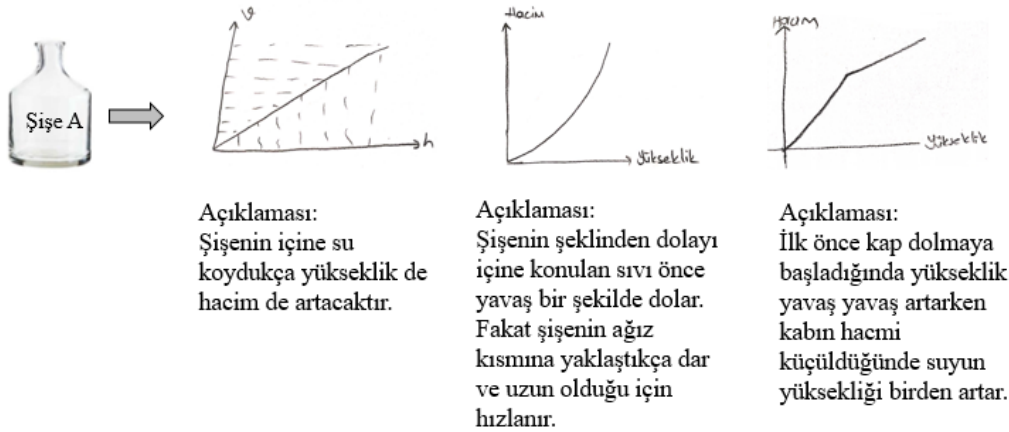 Şişe A
v
h
Açıklaması:
Şişenin içine su
koydukça yükseklik de
hacim de artacaktır.
Hacim
Yükseklik
Açıklaması:
Şişenin şeklinden dolayı
içine konulan sıvı önce
yavaş bir şekilde dolar.
Fakat şişenin ağız
kısmına yaklaştıkça dar
ve uzun olduğu için
hızlanır.
Hacim
Yükseklik
Açıklaması:
İlk önce kap dolmaya
başladığında yükseklik
yavaş yavaş artarken
kabın hacmi
küçüldüğünde suyun
yüksekliği birden artar.